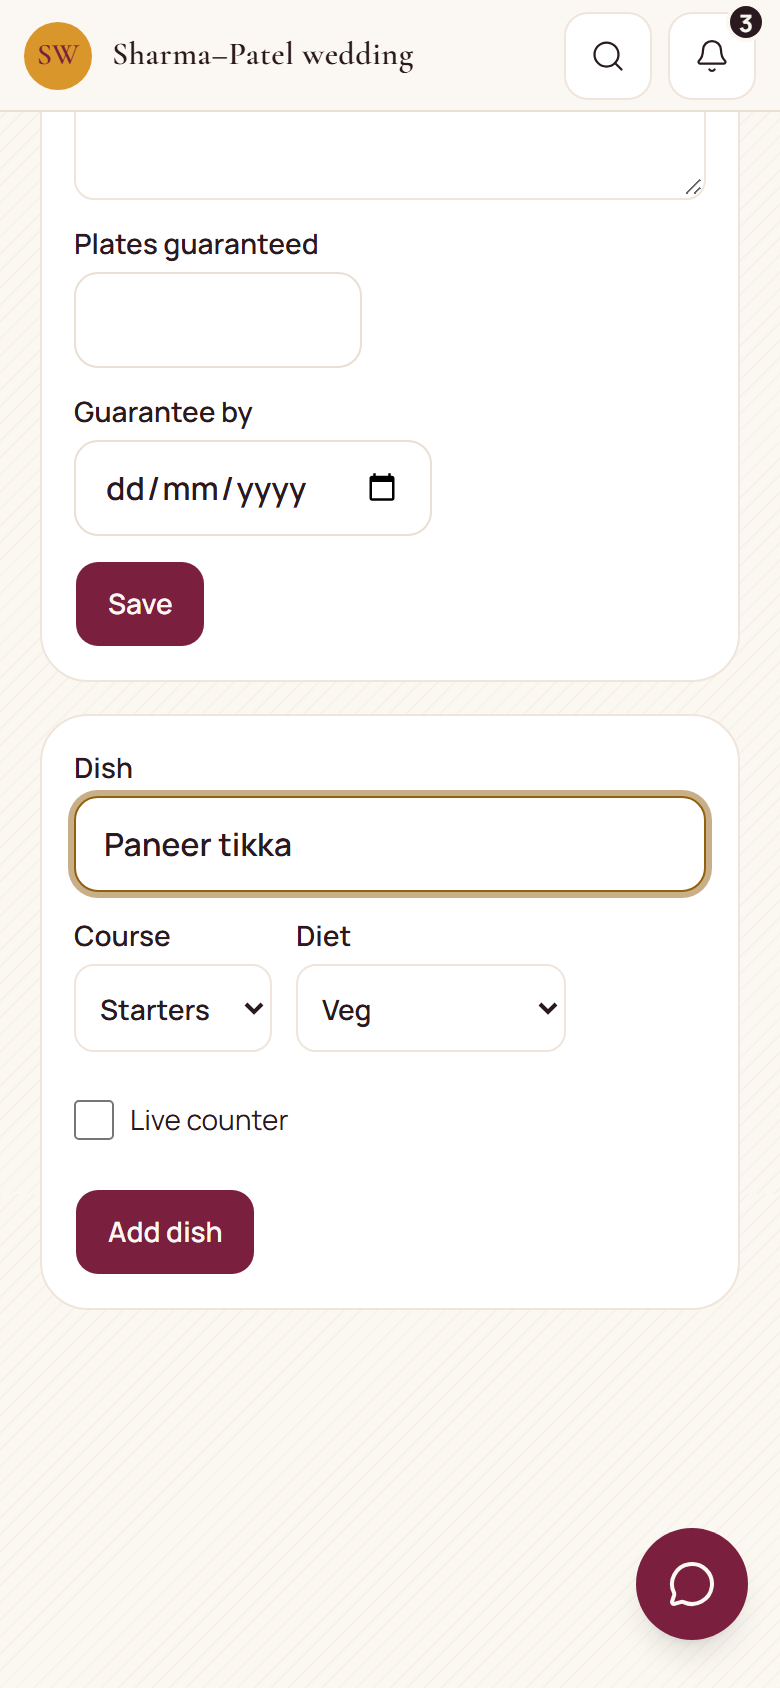 SW Sharma–Patel wedding 3
Plates guaranteed
Guarantee by
dd/mm/yyyy
Save
Dish
Paneer tikka
Course Diet
Starters Veg
Live counter
Add dish